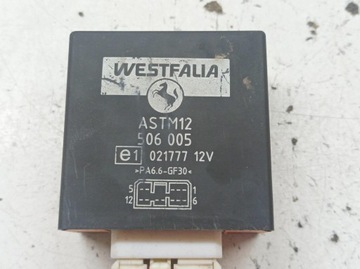 WESTFALIA
ASTM12
506 005
e1 021777 12V
>PA6.6-GF30<
5 1
12 6